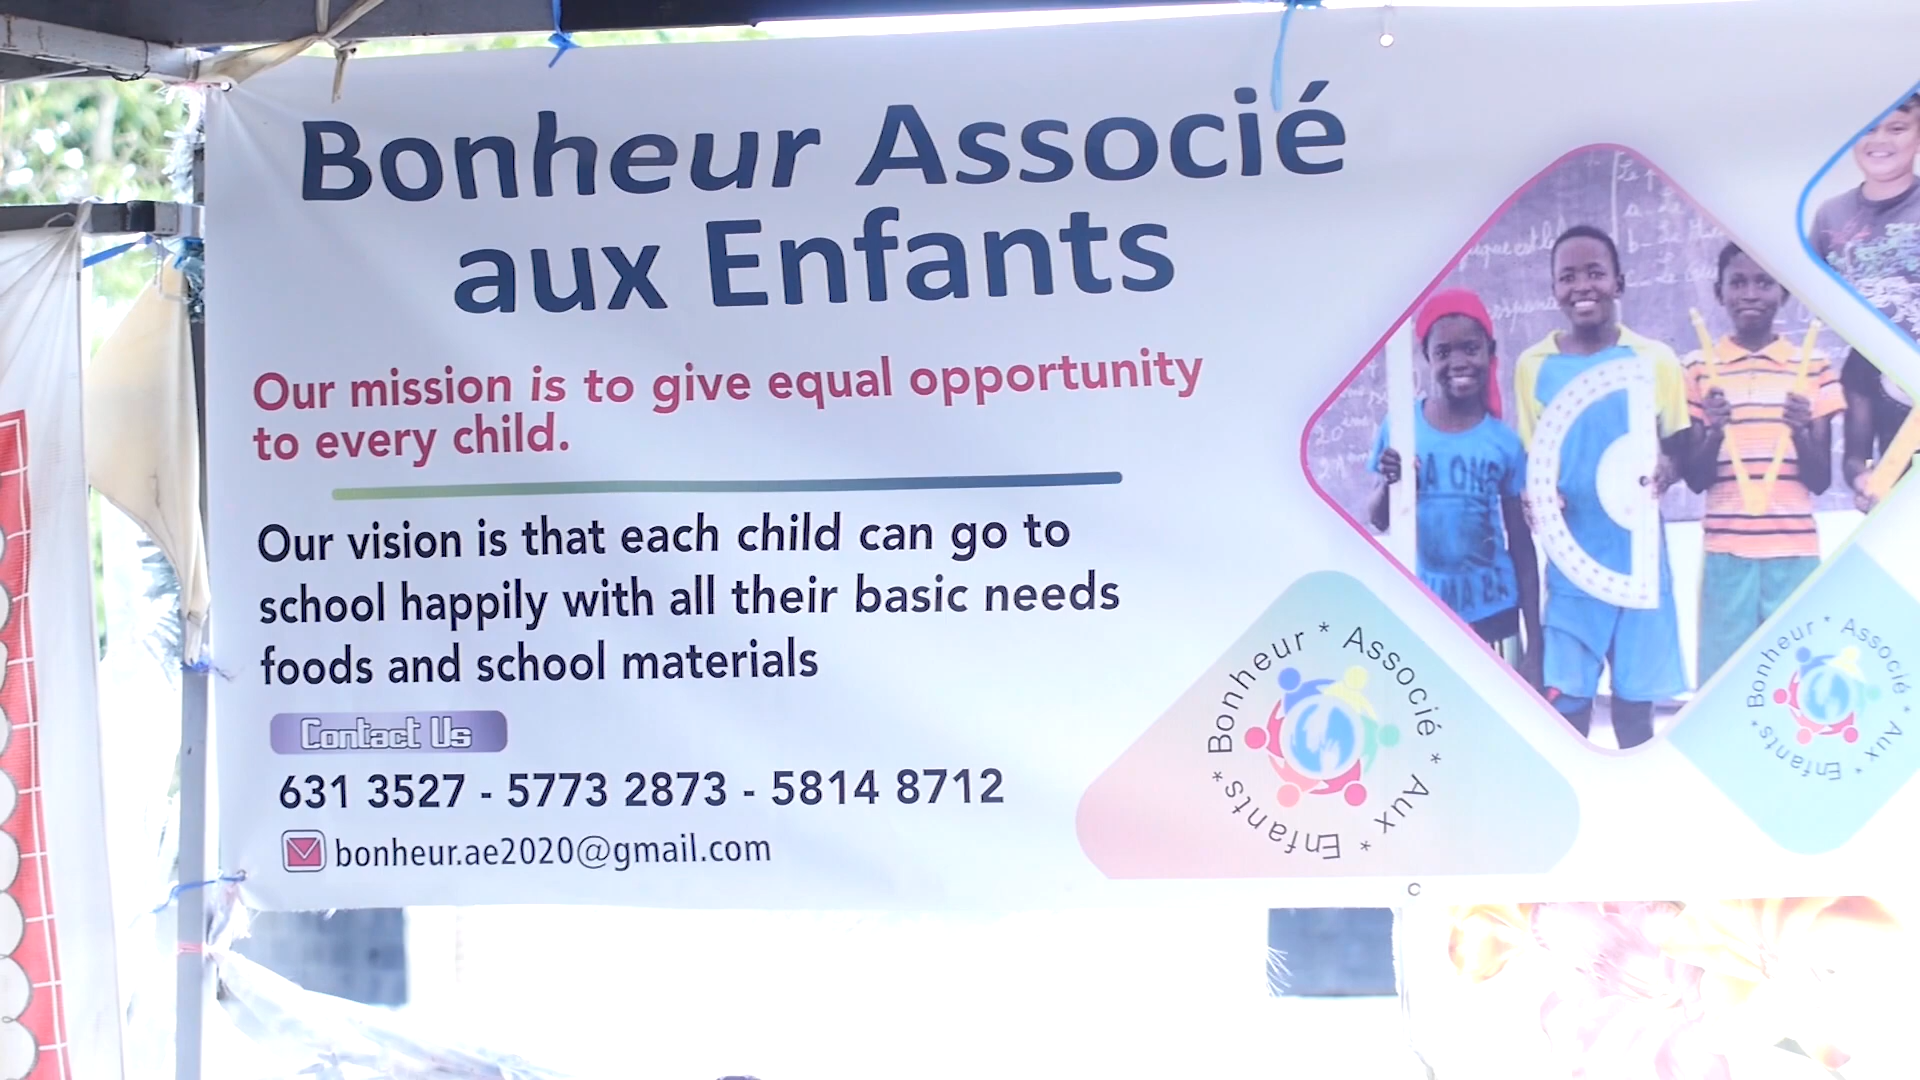 Bonheur Associé
aux Enfants
Our mission is to give equal opportunity
to every child.
Our vision is that each child can go to
school happily with all their basic needs
foods and school materials
Contact Us
631 3527 - 5773 2873 - 5814 8712
bonheur.ae2020@gmail.com
Bonheur * Associé * Aux * Enfants *
Bonheur * Associé * Aux * Enfants *